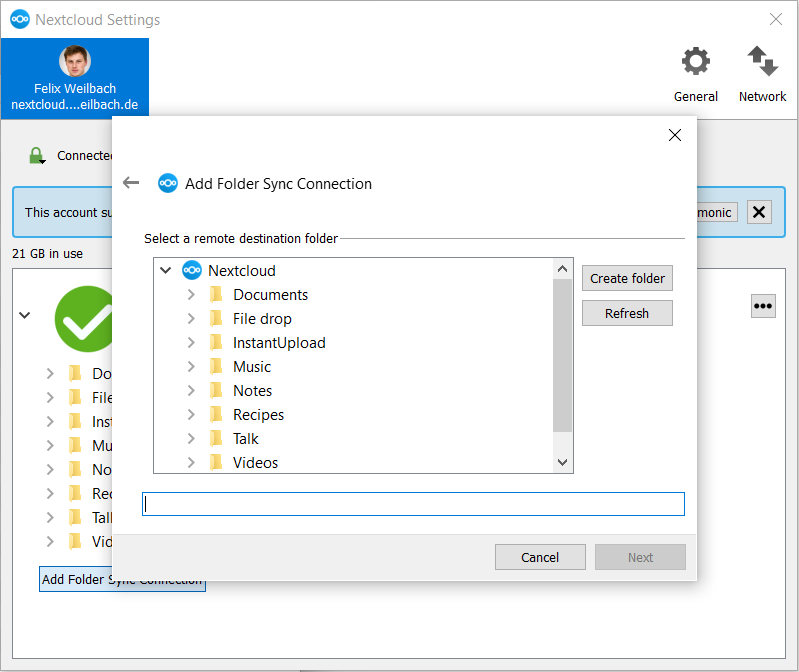 Nextcloud Settings
Felix Weilbach
nextcloud....eilbach.de
General
Network
Connected
This account su
monic
21 GB in use
Do
File
Inst
Mu
No
Rec
Tall
Vid
Add Folder Sync Connection
Add Folder Sync Connection
Select a remote destination folder
Nextcloud
Documents
File drop
InstantUpload
Music
Notes
Recipes
Talk
Videos
Create folder
Refresh
Cancel
Next